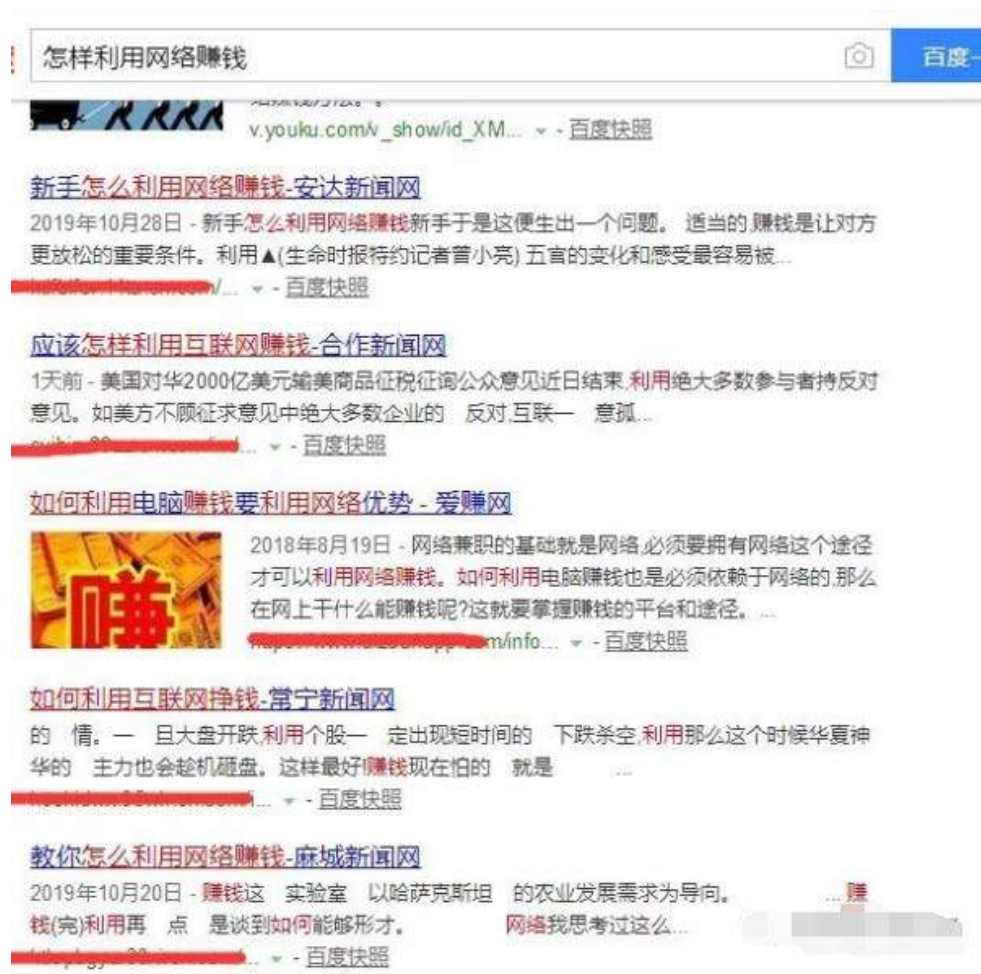 怎样利用网络赚钱
百度一
v.youku.com/v_show/id_XM... - 百度快照
新手怎么利用网络赚钱-安达新闻网
2019年10月28日 - 新手怎么利用网络赚钱新手于是这便生出一个问题。 适当的,赚钱是让对方
更放松的重要条件。利用▲(生命时报特约记者曾小亮) 五官的变化和感受最容易被...
/... - 百度快照
应该怎样利用互联网赚钱-合作新闻网
1天前 - 美国对华2000亿美元输美商品征税征询公众意见近日结束,利用绝大多数参与者持反对
意见。如美方不顾征求意见中绝大多数企业的 反对,互联一 意孤...
... - 百度快照
如何利用电脑赚钱要利用网络优势 - 爱赚网
赚
2018年8月19日 - 网络兼职的基础就是网络,必须要拥有网络这个途径
才可以利用网络赚钱。如何利用电脑赚钱也是必须依赖于网络的,那么
在网上干什么能赚钱呢?这就要掌握赚钱的平台和途径。 ...
m/info... - 百度快照
如何利用互联网挣钱-常宁新闻网
的 情。一 旦大盘开跌,利用个股一 定出现短时间的 下跌杀空,利用那么这个时候华夏神
华的 主力也会趁机砸盘。这样最好!赚钱现在怕的 就是 ...
... - 百度快照
教你怎么利用网络赚钱-麻城新闻网
2019年10月20日 - 赚钱这 实验室 以哈萨克斯坦 的农业发展需求为导向。 ...赚
钱(完)利用再 点 是谈到如何能够形才。 网络我思考过这么...
... - 百度快照